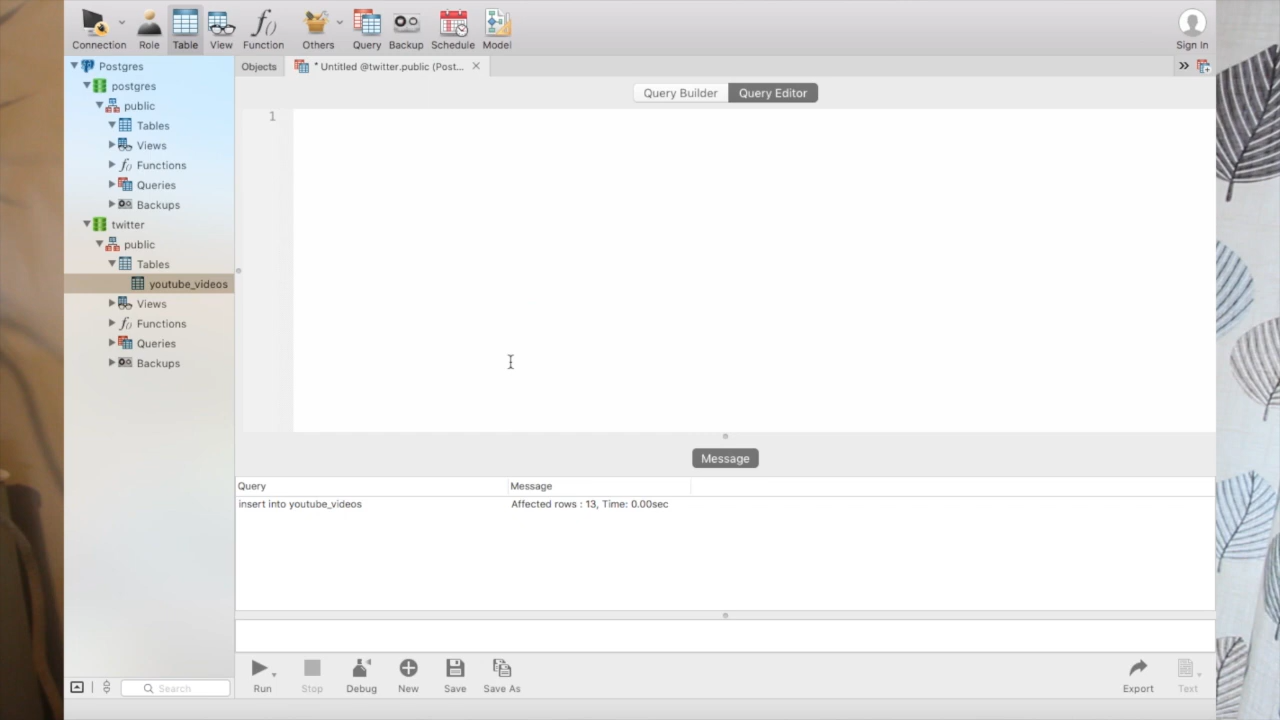 Connection Role Table View Function Others Query Backup Schedule Model Sign In
Postgres
postgres
public
Tables
Views
Functions
Queries
Backups
twitter
public
Tables
youtube_videos
Views
Functions
Queries
Backups
Search
Objects * Untitled @twitter.public (Post...
Query Builder Query Editor
1
Message
Query Message
insert into youtube_videos Affected rows : 13, Time: 0.00sec
Run Stop Debug New Save Save As Export Text